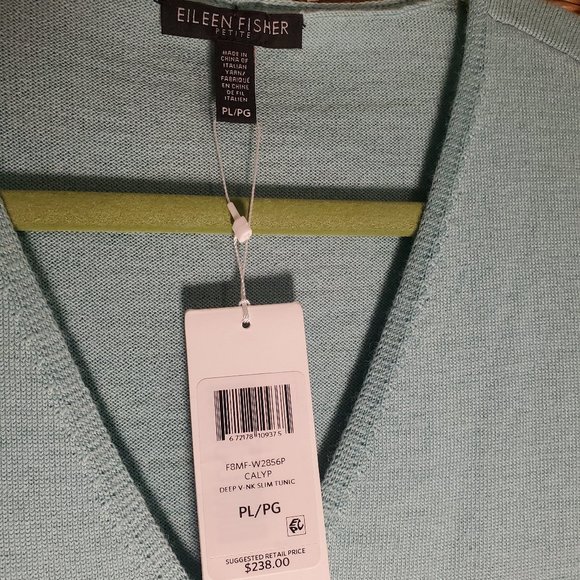 EILEEN FISHER
PETITE
MADE IN
CHINA OF
ITALIAN
YARN/
FABRIQUÉ
EN CHINE
DE FIL
ITALIEN
PL/PG
6 72178 10937 5
F8MF-W2856P
CALYP
DEEP V-NK SLIM TUNIC
PL/PG
SUGGESTED RETAIL PRICE
$238.00